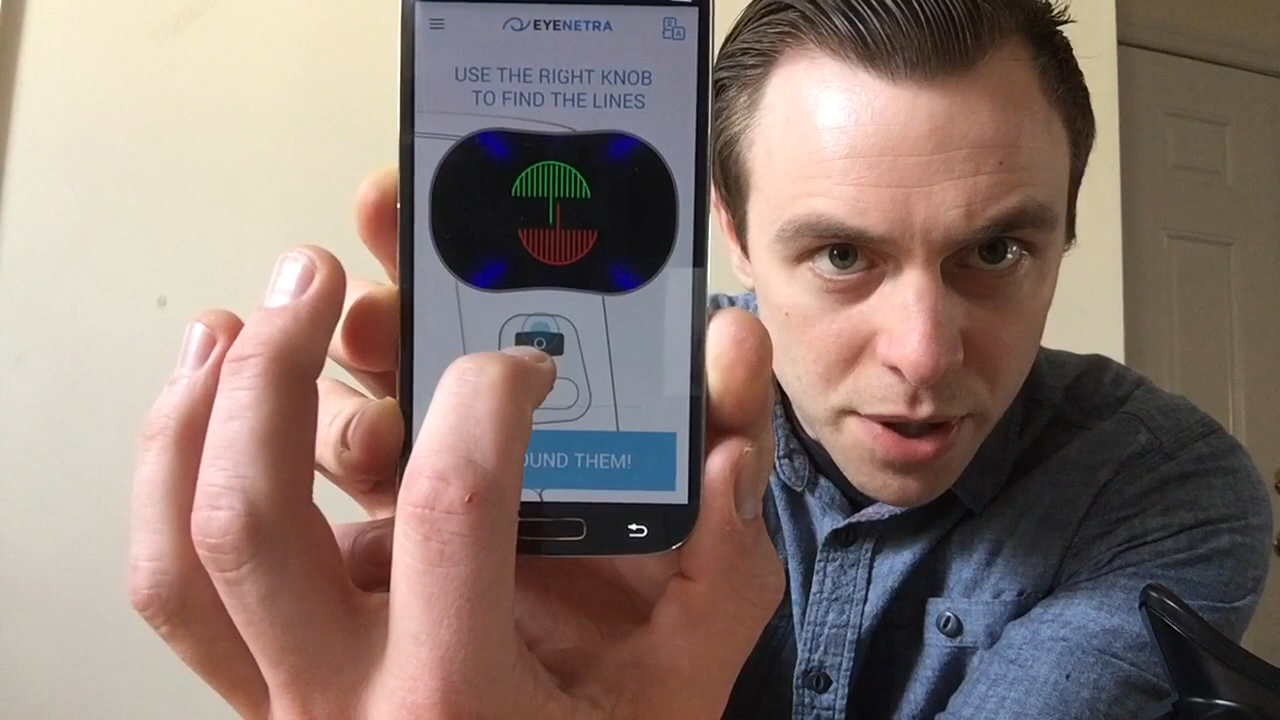 EYENETRA
USE THE RIGHT KNOB
TO FIND THE LINES
OUND THEM!